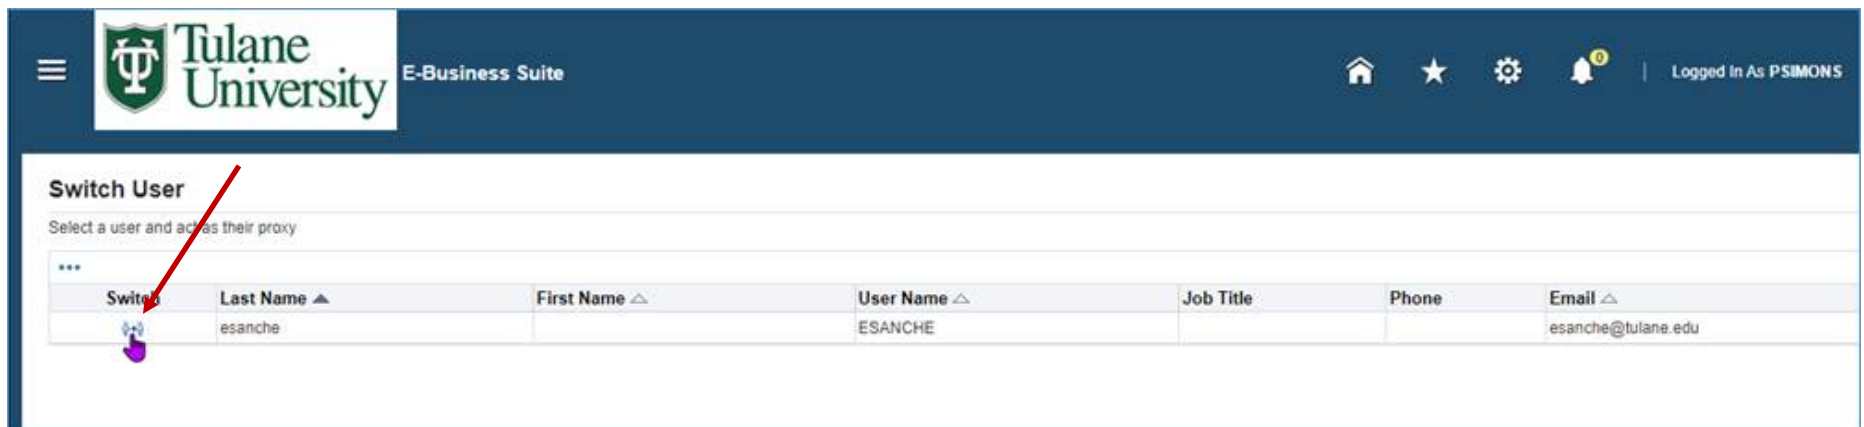 Tulane
University
E-Business Suite
0
Logged In As PSIMONS
Switch User
Select a user and act as their proxy
Switch Last Name First Name User Name Job Title Phone Email
esanche ESANCHE esanche@tulane.edu